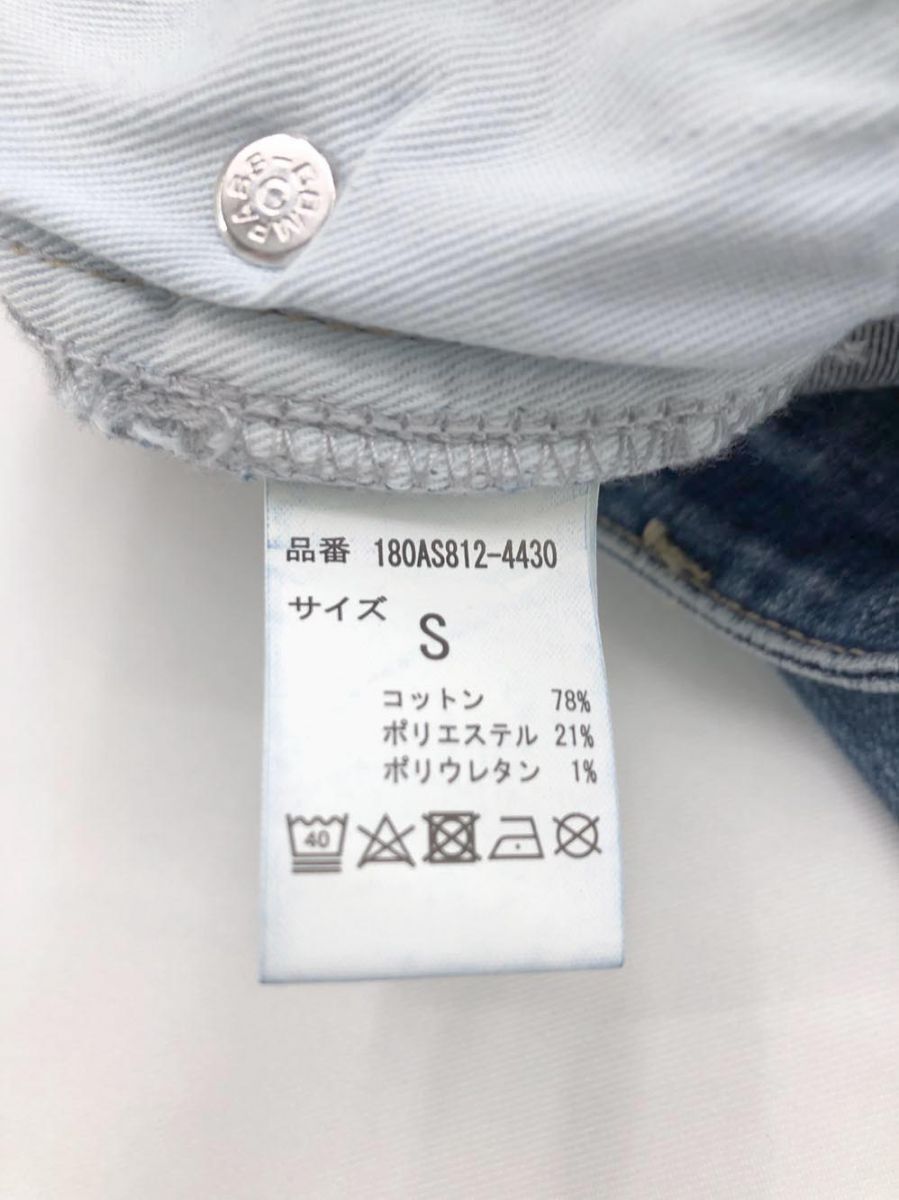 品番 180AS812-4430
サイズ S
コットン 78%
ポリエステル 21%
ポリウレタン 1%
40